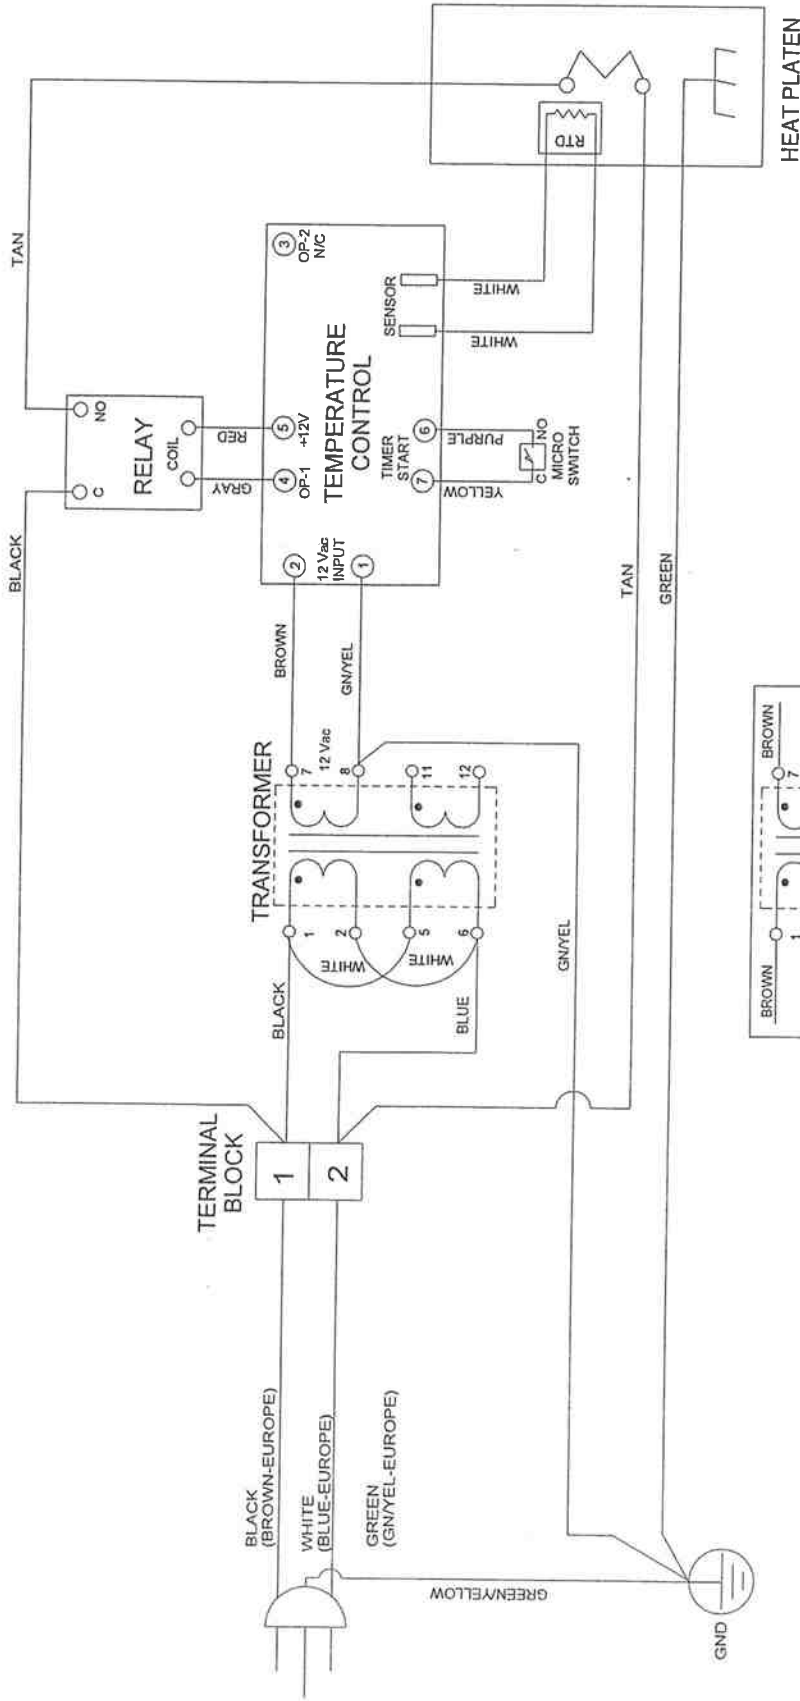 TAN
BLACK
C
NO
RELAY
COIL
GRAY
RED
4
OP-1
5
+12V
3
OP-2
N/C
TEMPERATURE
CONTROL
2
12 Vac
INPUT
1
TIMER
START
7
6
SENSOR
YELLOW
PURPLE
C
NO
MICRO
SWITCH
WHITE
WHITE
RTD
HEAT PLATEN
BROWN
GN/YEL
TRANSFORMER
12 Vac
7
8
11
12
1
2
5
6
WHITE
WHITE
BLACK
BLUE
GN/YEL
TAN
GREEN
TERMINAL
BLOCK
1
2
BLACK
(BROWN-EUROPE)
WHITE
(BLUE-EUROPE)
GREEN
(GN/YEL-EUROPE)
GREEN/YELLOW
GND
BROWN
1
7
BROWN